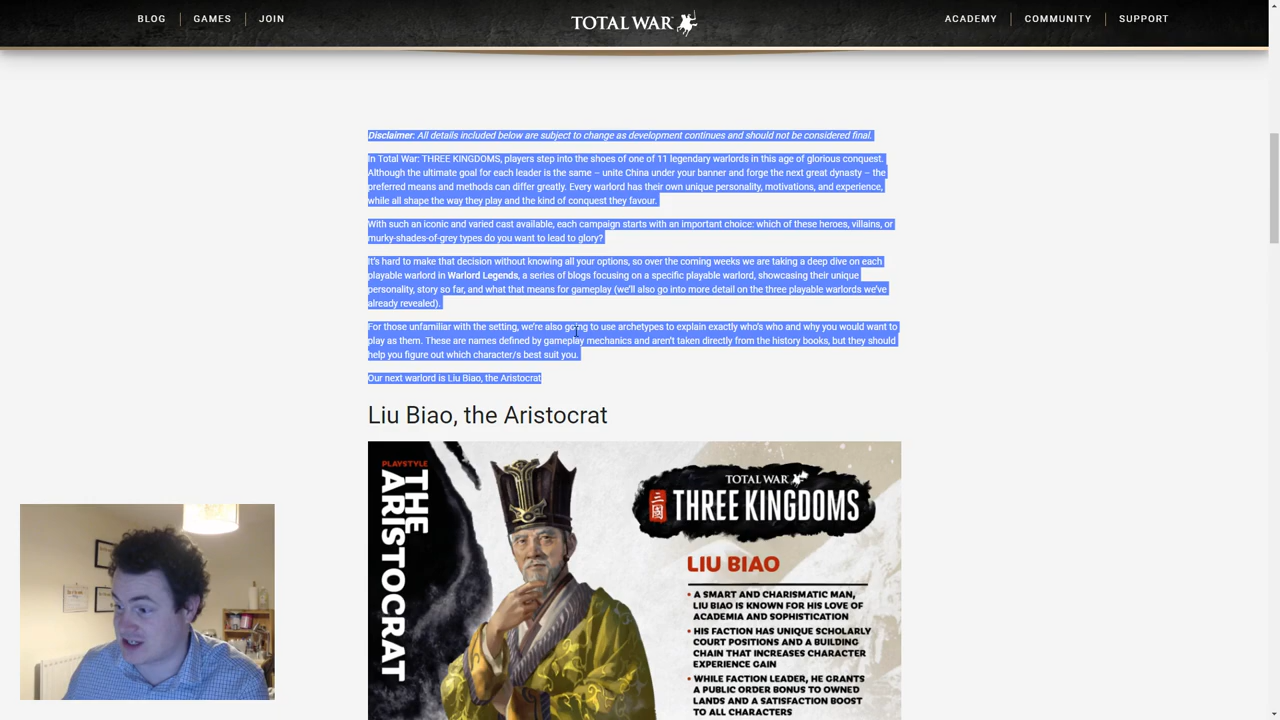 BLOG
GAMES
JOIN
TOTAL WAR
ACADEMY
COMMUNITY
SUPPORT
Disclaimer: All details included below are subject to change as development continues and should not be considered final.
In Total War: THREE KINGDOMS, players step into the shoes of one of 11 legendary warlords in this age of glorious conquest.
Although the ultimate goal for each leader is the same – unite China under your banner and forge the next great dynasty – the
preferred means and methods can differ greatly. Every warlord has their own unique personality, motivations, and experience,
while all shape the way they play and the kind of conquest they favour.
With such an iconic and varied cast available, each campaign starts with an important choice: which of these heroes, villains, or
murky-shades-of-grey types do you want to lead to glory?
It's hard to make that decision without knowing all your options, so over the coming weeks we are taking a deep dive on each
playable warlord in Warlord Legends, a series of blogs focusing on a specific playable warlord, showcasing their unique
personality, story so far, and what that means for gameplay (we'll also go into more detail on the three playable warlords we've
already revealed).
For those unfamiliar with the setting, we're also going to use archetypes to explain exactly who's who and why you would want to
play as them. These are names defined by gameplay mechanics and aren't taken directly from the history books, but they should
help you figure out which character/s best suit you.
Our next warlord is Liu Biao, the Aristocrat
Liu Biao, the Aristocrat
PLAYSTYLE
THE
ARISTOCRAT
TOTAL WAR
三國
THREE KINGDOMS
LIU BIAO
• A SMART AND CHARISMATIC MAN,
LIU BIAO IS KNOWN FOR HIS LOVE OF
ACADEMIA AND SOPHISTICATION
• HIS FACTION HAS UNIQUE SCHOLARLY
COURT POSITIONS AND A BUILDING
CHAIN THAT INCREASES CHARACTER
EXPERIENCE GAIN
• WHILE FACTION LEADER, HE GRANTS
A PUBLIC ORDER BONUS TO OWNED
LANDS AND A SATISFACTION BOOST
TO ALL CHARACTERS